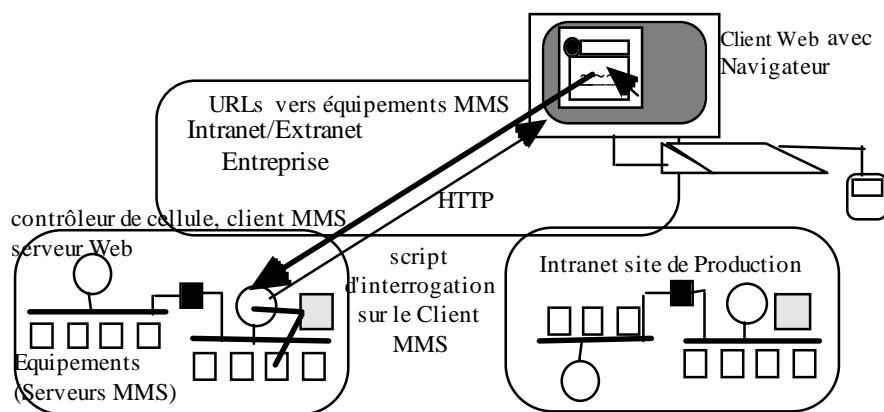 Client Web avec
Navigateur
URLs vers équipements MMS
Intranet/Extranet
Entreprise
HTTP
contrôleur de cellule, client MMS
serveur Web
script
d'interrogation
sur le Client
MMS
Intranet site de Production
Equipements
(Serveurs MMS)